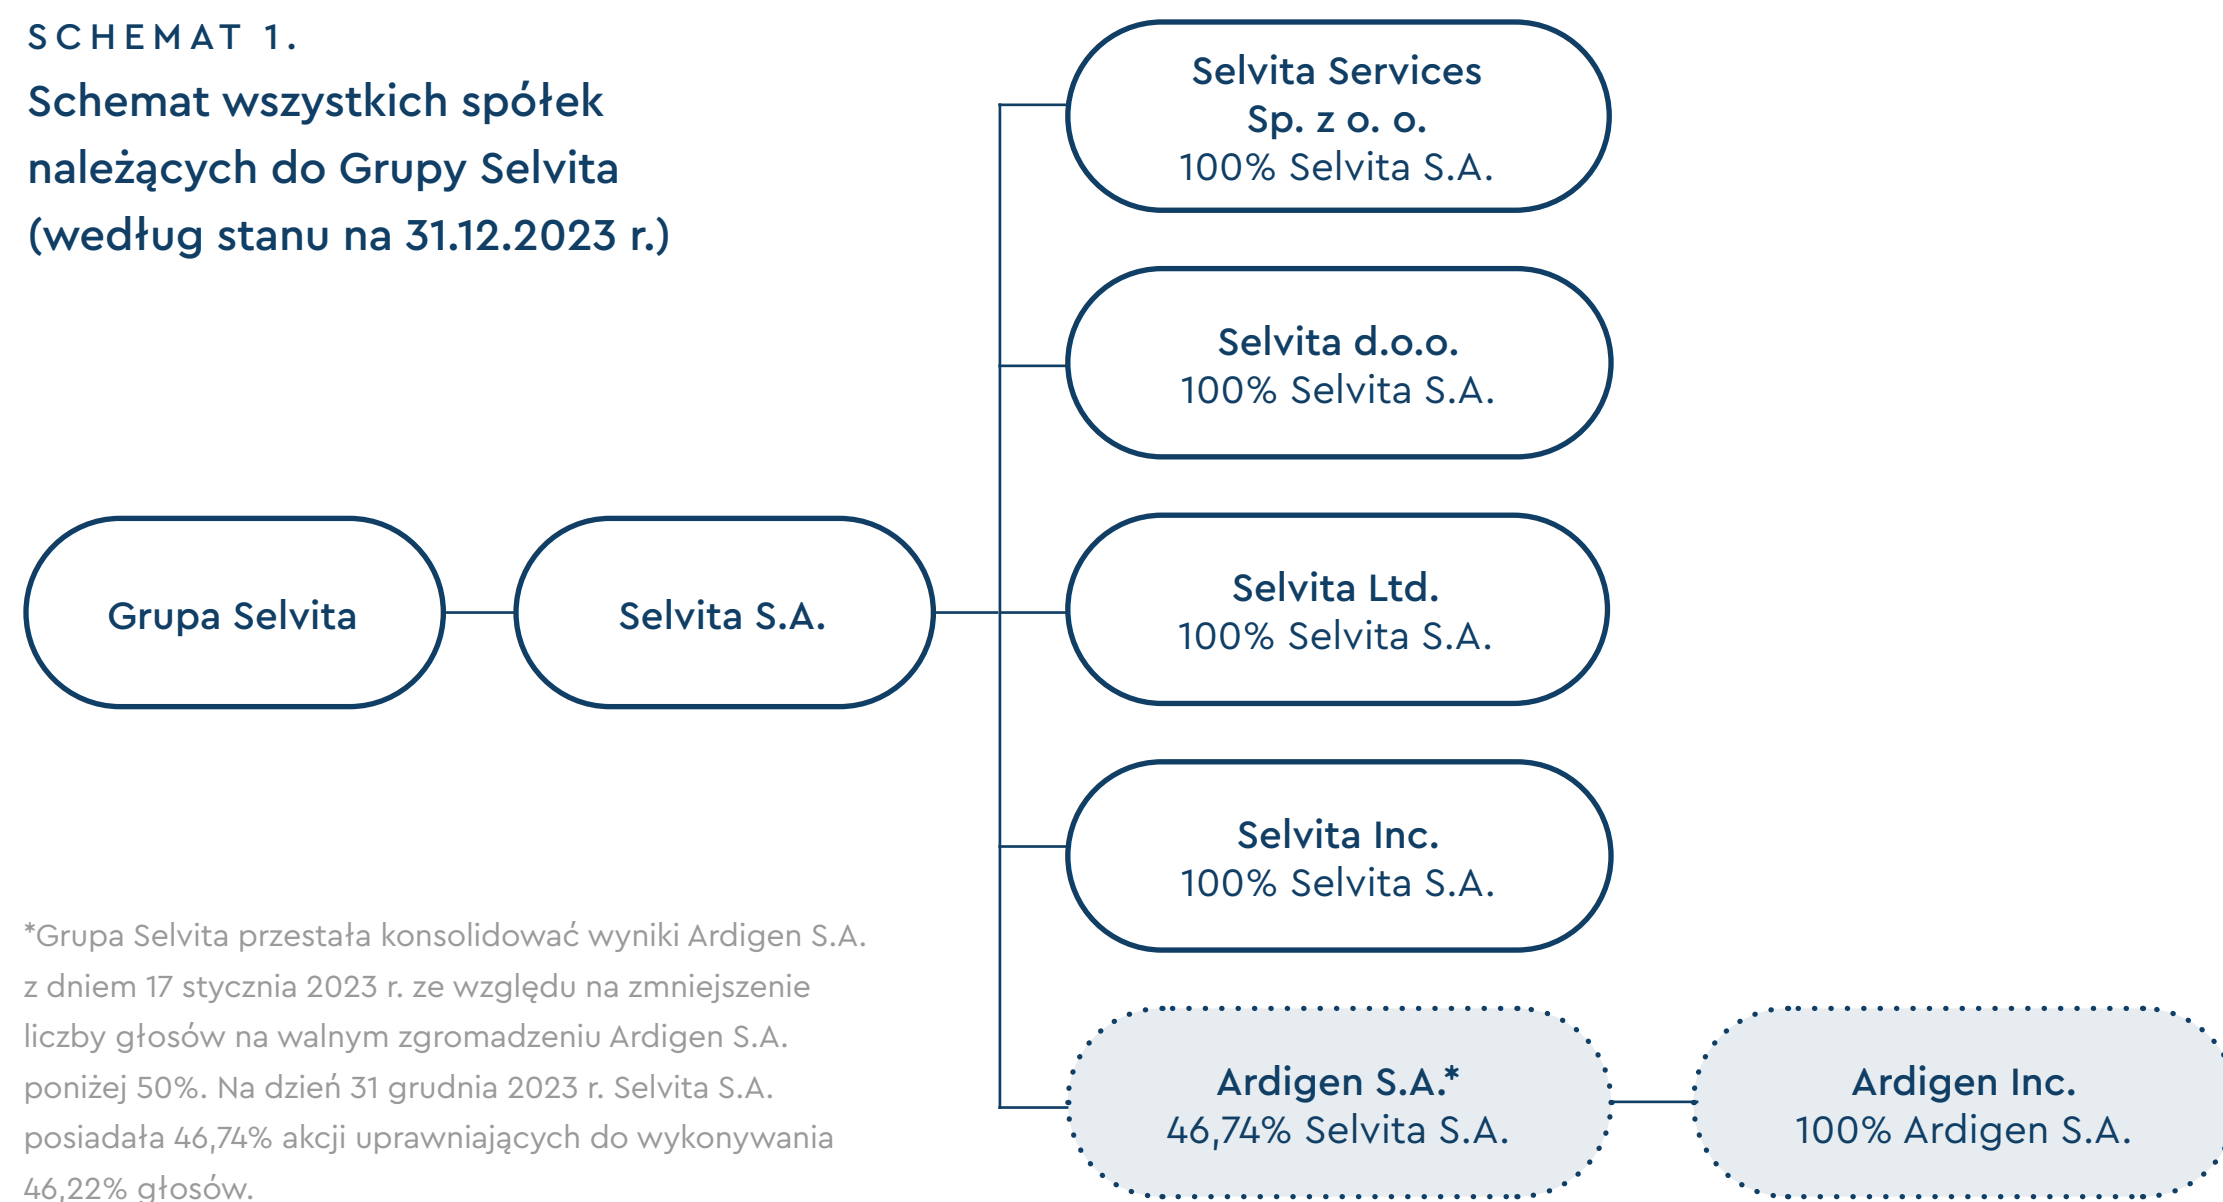 SCHEMAT 1.
Schemat wszystkich spółek
należących do Grupy Selvita
(według stanu na 31.12.2023 r.)
Grupa Selvita
Selvita S.A.
Selvita Services
Sp. z o. o.
100% Selvita S.A.
Selvita d.o.o.
100% Selvita S.A.
Selvita Ltd.
100% Selvita S.A.
Selvita Inc.
100% Selvita S.A.
Ardigen S.A.*
46,74% Selvita S.A.
Ardigen Inc.
100% Ardigen S.A.
*Grupa Selvita przestała konsolidować wyniki Ardigen S.A.
z dniem 17 stycznia 2023 r. ze względu na zmniejszenie
liczby głosów na walnym zgromadzeniu Ardigen S.A.
poniżej 50%. Na dzień 31 grudnia 2023 r. Selvita S.A.
posiadała 46,74% akcji uprawniających do wykonywania
46,22% głosów.